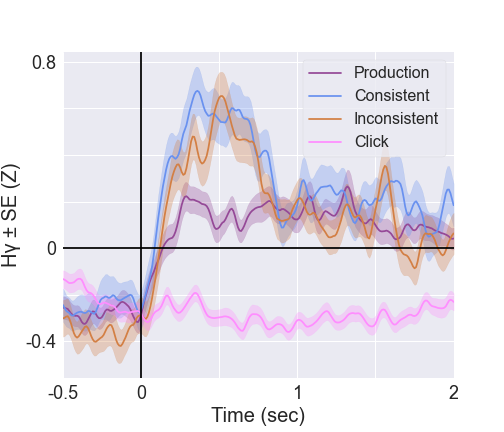 Production
Consistent
Inconsistent
Click
0.8
0
-0.4
Hγ ± SE (Z)
-0.5 0 1 2
Time (sec)